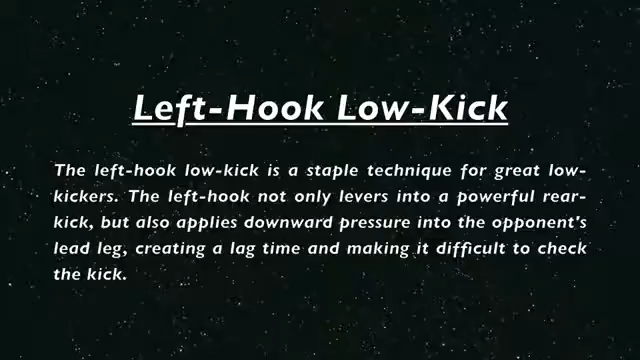 Left-Hook Low-Kick
The left-hook low-kick is a staple technique for great low-
kickers. The left-hook not only levers into a powerful rear-
kick, but also applies downward pressure into the opponent's
lead leg, creating a lag time and making it difficult to check
the kick.